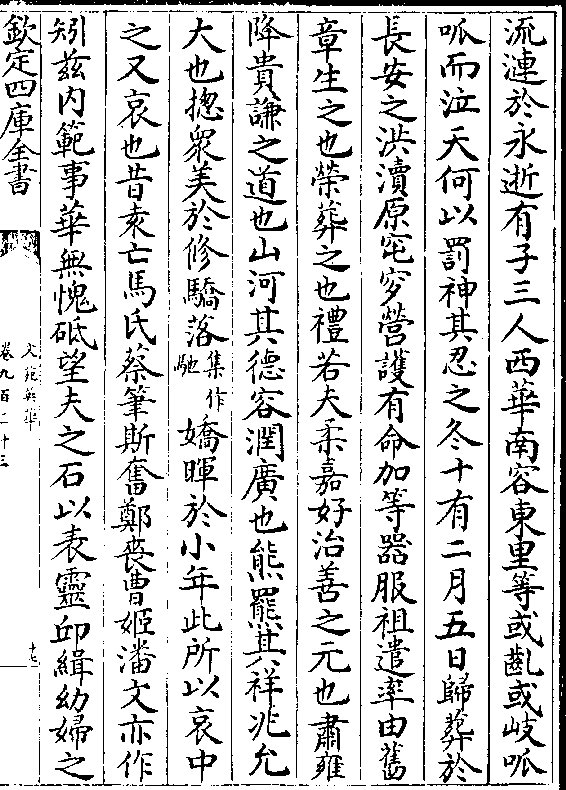 流漣於永逝有子三人西華南容東里等或齓或岐呱
呱而泣天何以罰神其忍之冬十有二月五日歸葬於
長安之洪瀆原窀穸營護有命加等器服祖遣率由舊
章生之也榮葬之也禮若夫柔嘉好治善之元也肅雍
降貴謙之道也山河其德容潤廣也熊羆其祥兆允
大也揔衆美於修驕落集作馳嬌暉於小年此所以哀中
之又哀也昔袁亡馬氏蔡筆斯奮鄭喪曹姬潘文亦作
矧茲內範事華無愧砥望夫之石以表靈丘緝幼婦之
欽定四庫全書
文苑英華
卷九百二十三
十七